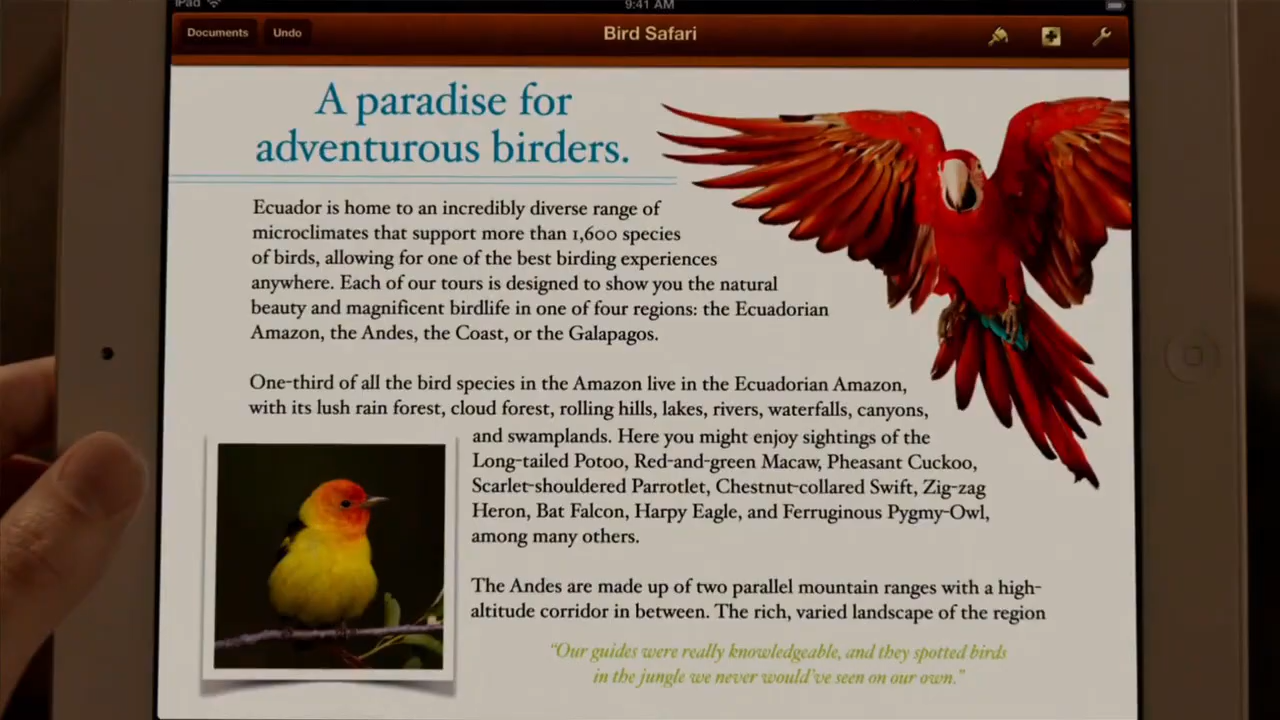 iPad
9:41 AM
Documents
Undo
Bird Safari
A paradise for
adventurous birders.
Ecuador is home to an incredibly diverse range of
microclimates that support more than 1,600 species
of birds, allowing for one of the best birding experiences
anywhere. Each of our tours is designed to show you the natural
beauty and magnificent birdlife in one of four regions: the Ecuadorian
Amazon, the Andes, the Coast, or the Galapagos.
One-third of all the bird species in the Amazon live in the Ecuadorian Amazon,
with its lush rain forest, cloud forest, rolling hills, lakes, rivers, waterfalls, canyons,
and swamplands. Here you might enjoy sightings of the
Long-tailed Potoo, Red-and-green Macaw, Pheasant Cuckoo,
Scarlet-shouldered Parrotlet, Chestnut-collared Swift, Zig-zag
Heron, Bat Falcon, Harpy Eagle, and Ferruginous Pygmy-Owl,
among many others.
The Andes are made up of two parallel mountain ranges with a high-
altitude corridor in between. The rich, varied landscape of the region
“Our guides were really knowledgeable, and they spotted birds
in the jungle we never would’ve seen on our own.”